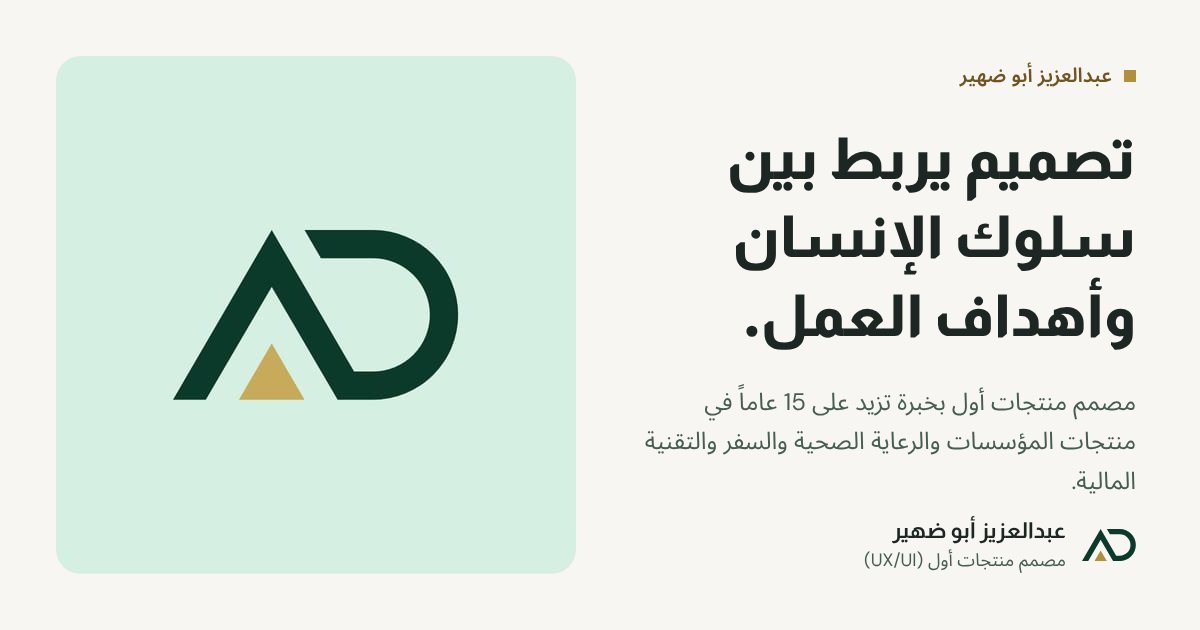 عبدالعزيز أبو ضهير
تصميم يربط بين
سلوك الإنسان
وأهداف العمل.
مصمم منتجات أول بخبرة تزيد على 15 عاماً في
منتجات المؤسسات والرعاية الصحية والسفر والتقنية
المالية.
عبدالعزيز أبو ضهير
مصمم منتجات أول (UX/UI)
AD